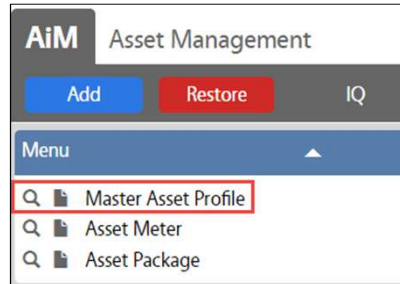 AiM Asset Management
Add Restore IQ
Menu
Master Asset Profile
Asset Meter
Asset Package